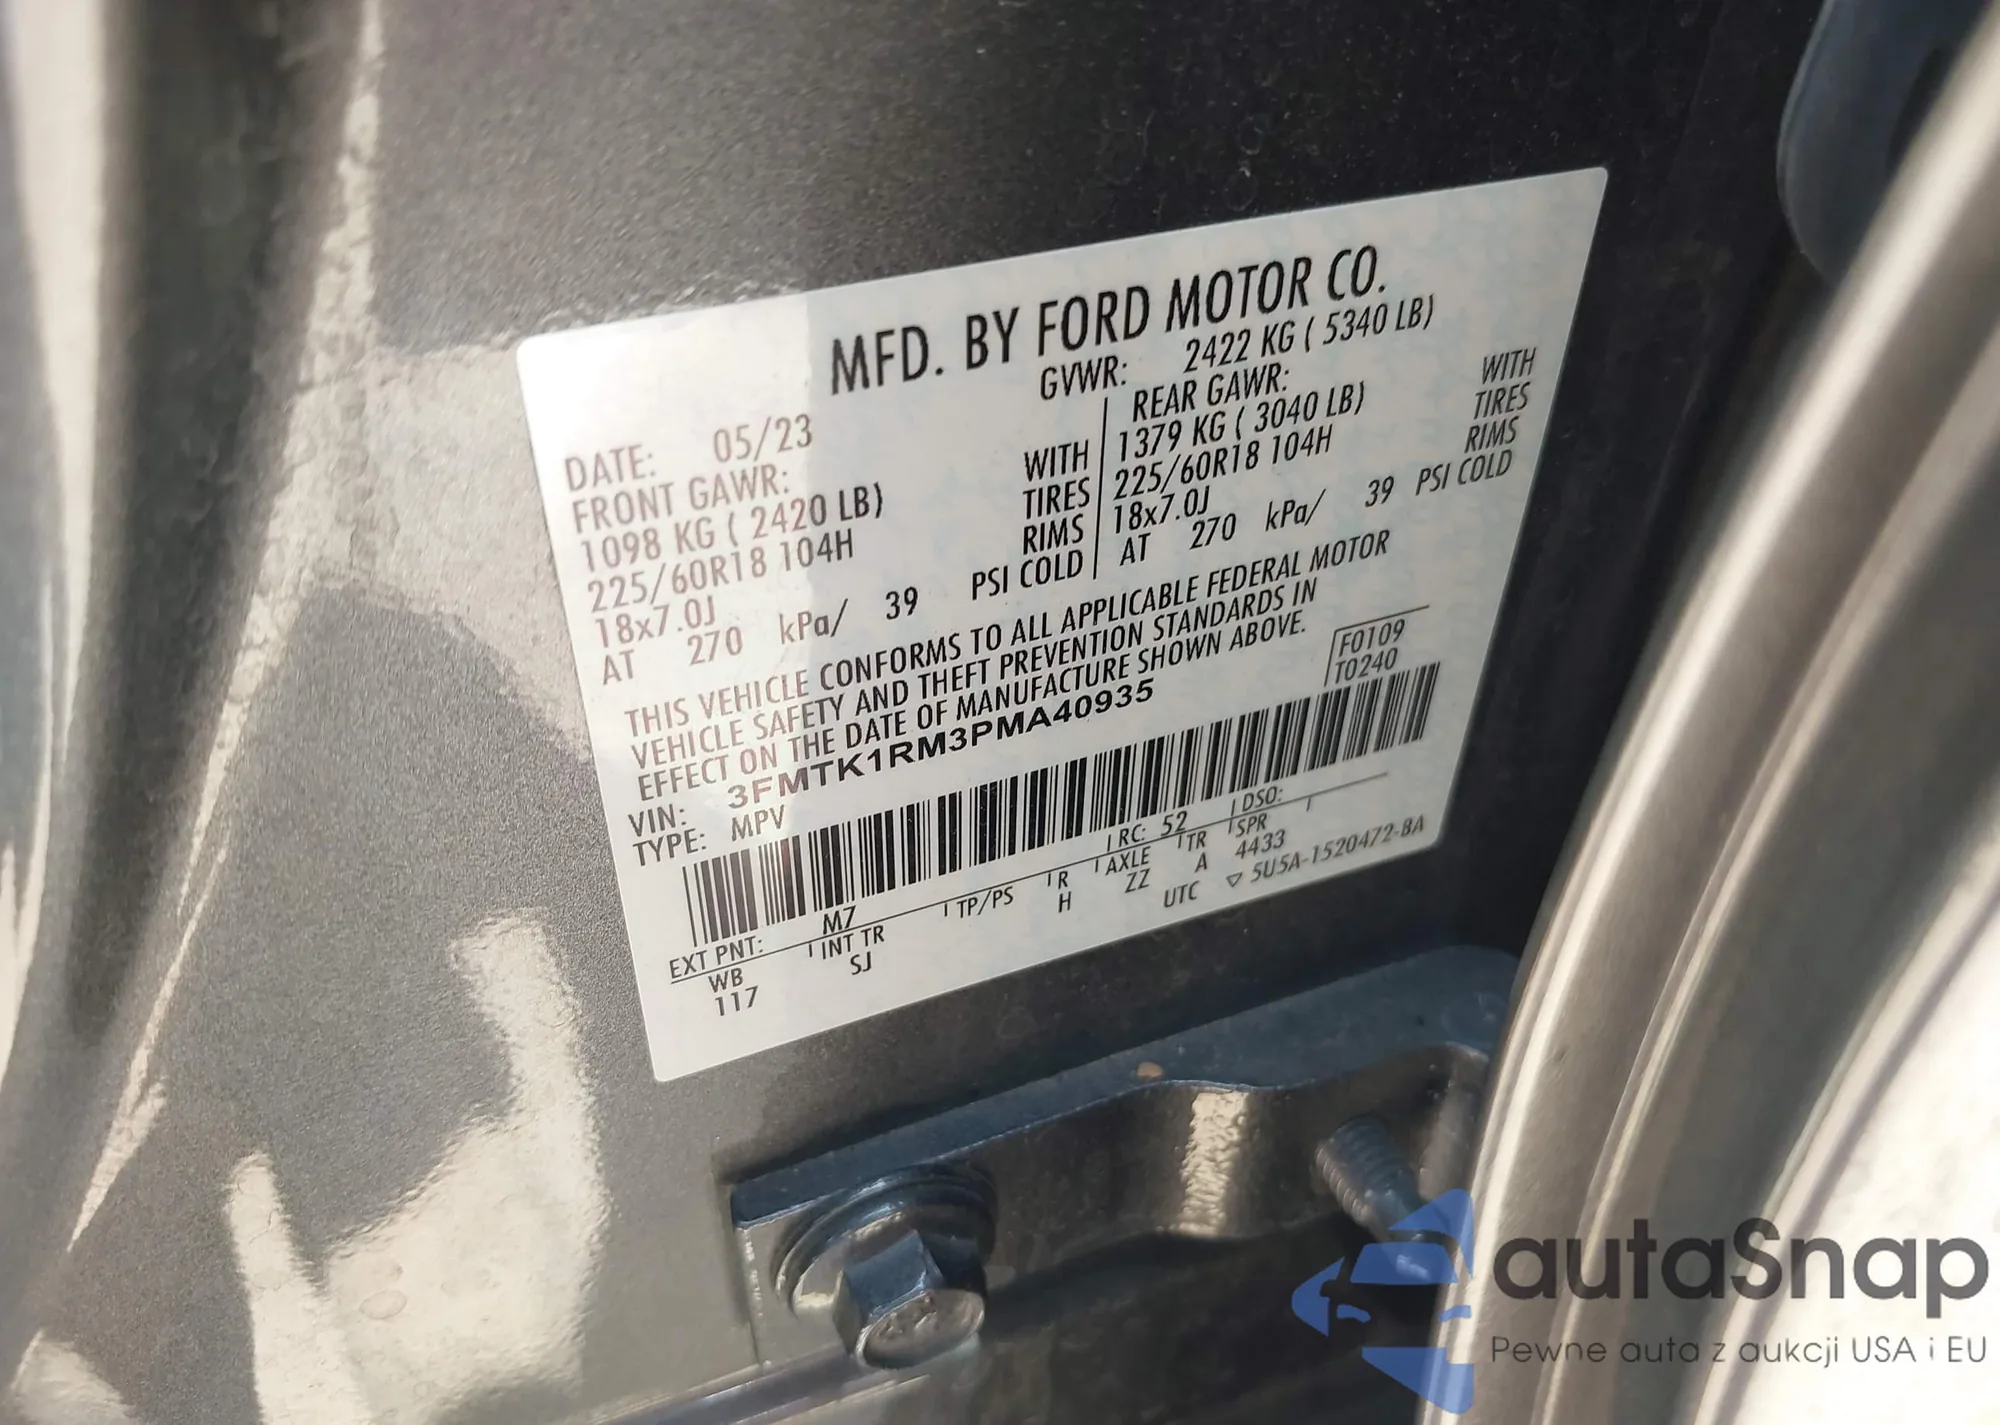 MFD. BY FORD MOTOR CO.
DATE: 05/23 GVWR: 2422 KG ( 5340 LB)
FRONT GAWR: REAR GAWR:
1098 KG ( 2420 LB) WITH 1379 KG ( 3040 LB) WITH
225/60R18 104H TIRES 225/60R18 104H TIRES
18x7.0J RIMS 18x7.0J RIMS
AT 270 kPa/ 39 PSI COLD AT 270 kPa/ 39 PSI COLD
THIS VEHICLE CONFORMS TO ALL APPLICABLE FEDERAL MOTOR
VEHICLE SAFETY AND THEFT PREVENTION STANDARDS IN
EFFECT ON THE DATE OF MANUFACTURE SHOWN ABOVE.
VIN: 3FMTK1RM3PMA40935 F0109
TYPE: MPV T0240
EXT PNT: M7 RC: 52 DSO:
WB INT TR TP/PS R AXLE TR SPR
117 SJ H ZZ A 4433
UTC ▽ 5U5A-1520472-BA
autaSnap
Pewne auta z aukcji USA i EU